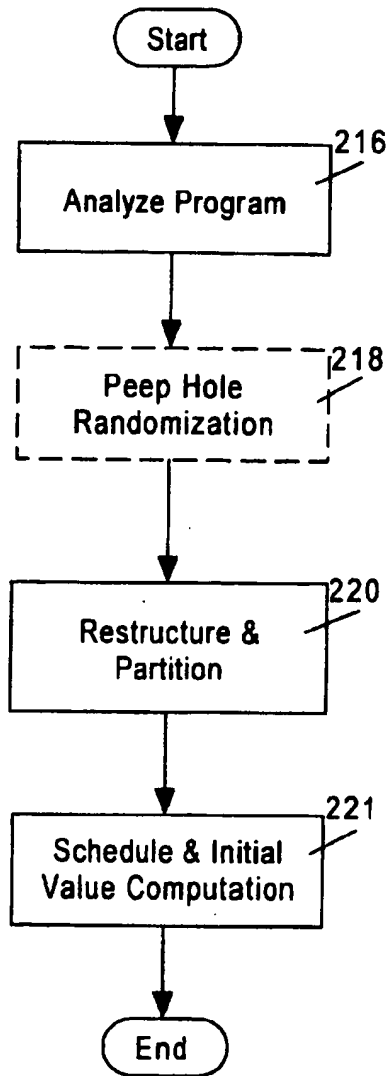 Start
216
Analyze Program
218
Peep Hole
Randomization
220
Restructure &
Partition
221
Schedule & Initial
Value Computation
End